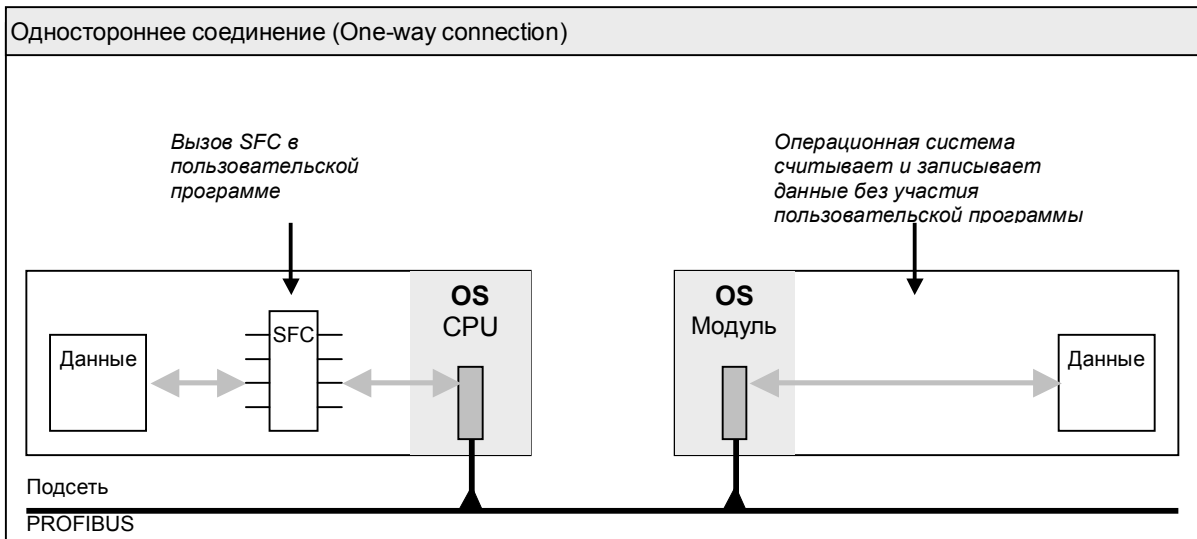 Одностороннее соединение (One-way connection)
Вызов SFC в
пользовательской
программе
Операционная система
считывает и записывает
данные без участия
пользовательской программы
OS
CPU
SFC
Данные
OS
Модуль
Данные
Подсеть
PROFIBUS